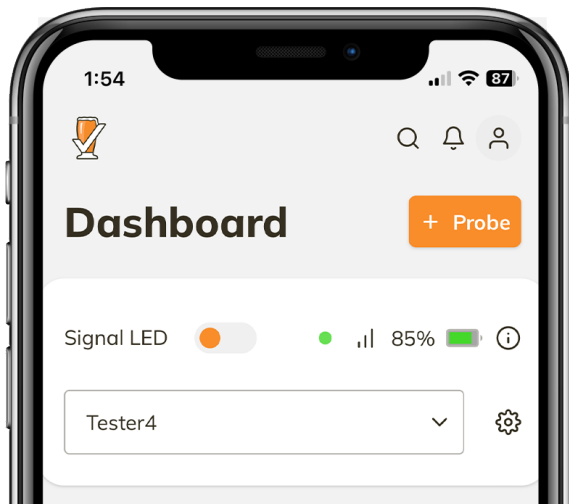 1:54
87
Dashboard
+ Probe
Signal LED
85%
Tester4